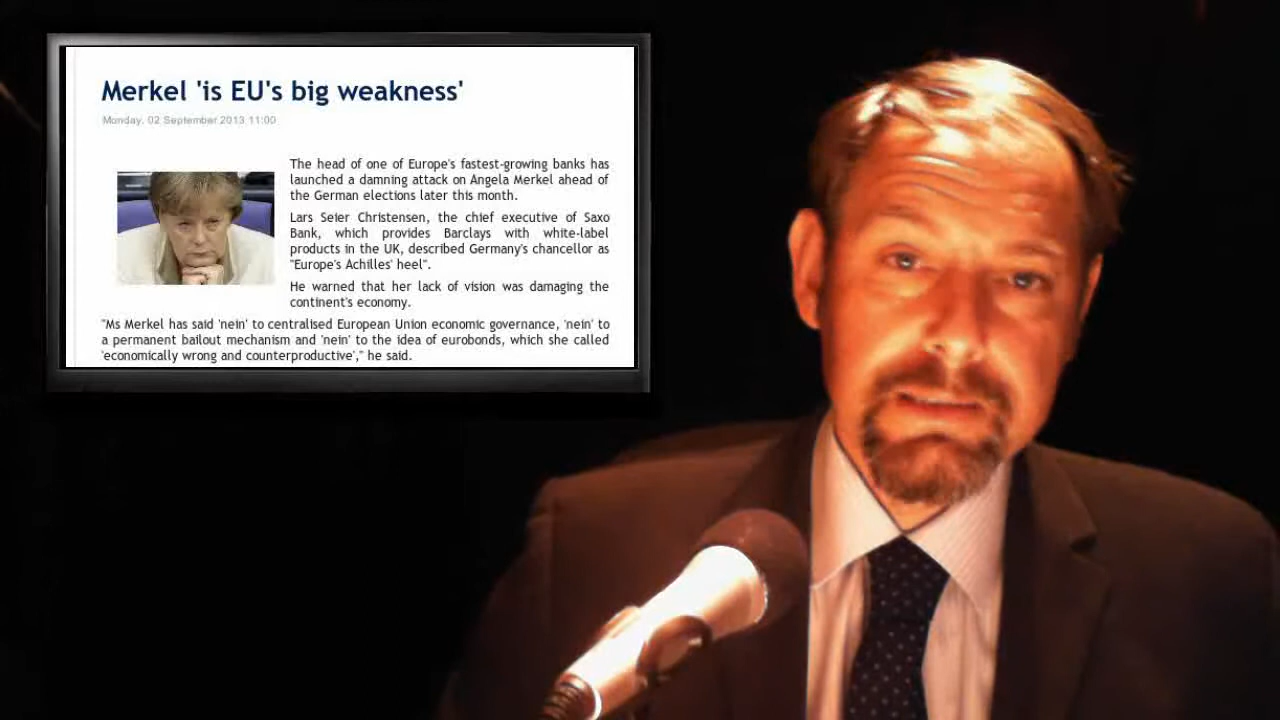 Merkel 'is EU's big weakness'
Monday, 02 September 2013 11:00
The head of one of Europe's fastest-growing banks has
launched a damning attack on Angela Merkel ahead of
the German elections later this month.
Lars Seier Christensen, the chief executive of Saxo
Bank, which provides Barclays with white-label
products in the UK, described Germany's chancellor as
"Europe's Achilles' heel".
He warned that her lack of vision was damaging the
continent's economy.
"Ms Merkel has said 'nein' to centralised European Union economic governance, 'nein' to
a permanent bailout mechanism and 'nein' to the idea of eurobonds, which she called
'economically wrong and counterproductive'," he said.